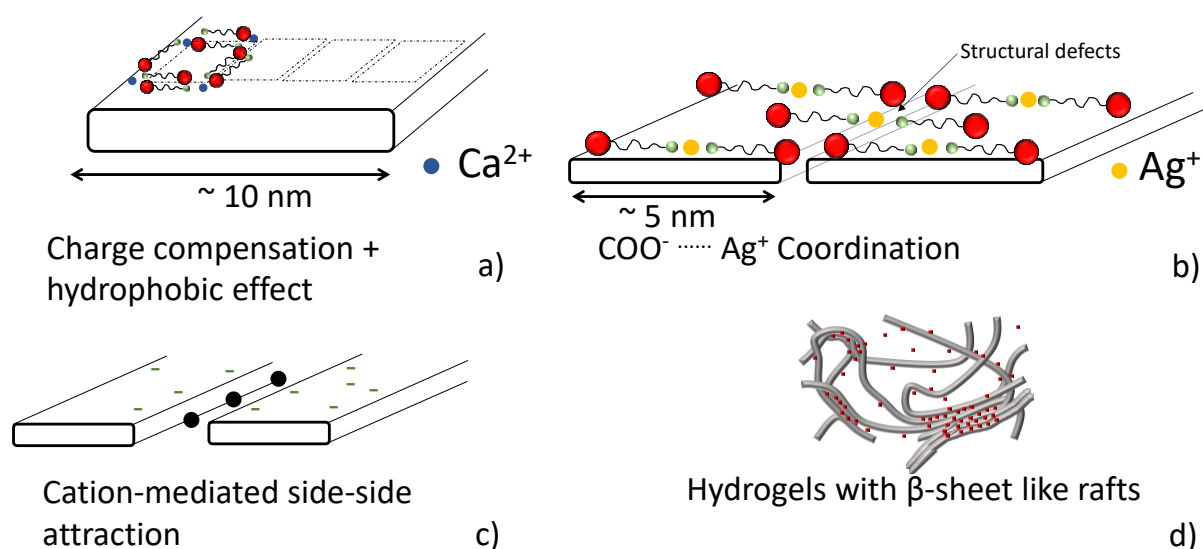 Ca²⁺
~ 10 nm
Charge compensation +
hydrophobic effect
a)
Structural defects
Ag⁺
~ 5 nm
COO⁻ ······ Ag⁺ Coordination
b)
Cation-mediated side-side
attraction
c)
Hydrogels with β-sheet like rafts
d)